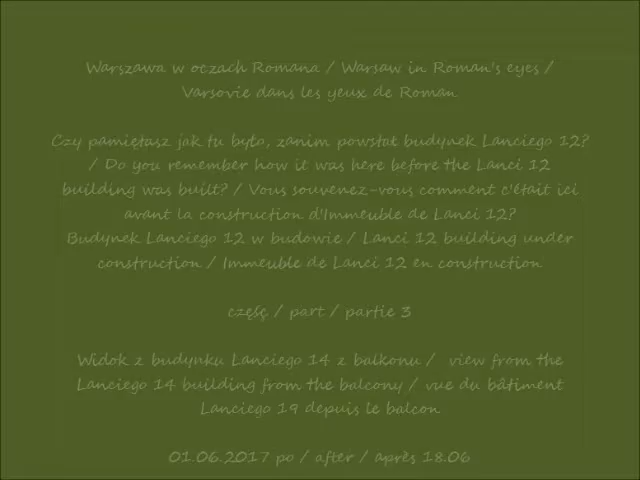 Warszawa w oczach Romana / Warsaw in Roman's eyes /
Varsovie dans les yeux de Roman
Czy pamiętasz jak tu było, zanim powstał budynek Lanciego 12?
/ Do you remember how it was here before the Lanci 12
building was built? / Vous souvenez-vous comment c'était ici
avant la construction d'Immeuble de Lanci 12?
Budynek Lanciego 12 w budowie / Lanci 12 building under
construction / Immeuble de Lanci 12 en construction
część / part / partie 3
Widok z budynku Lanciego 14 z balkonu / view from the
Lanciego 14 building from the balcony / vue du bâtiment
Lanciego 19 depuis le balcon
01.06.2017 po / after / après 18.06